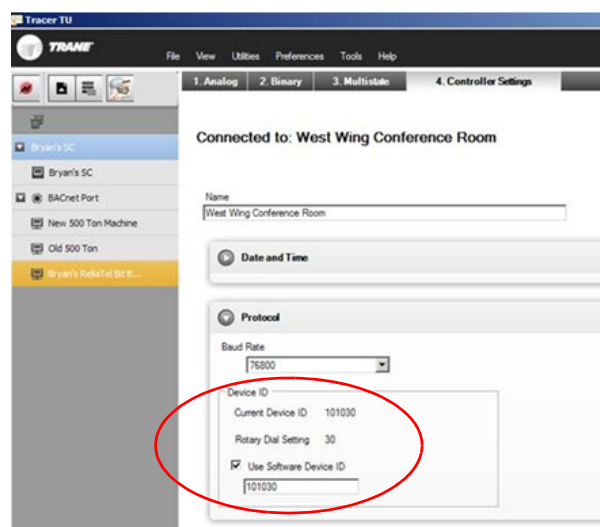 Tracer TU
TRANE
File View Utilities Preferences Tools Help
1. Analog 2. Binary 3. Multistate 4. Controller Settings
Bryan's SC
Bryan's SC
BACnet Port
New 500 Ton Machine
Old 500 Ton
Bryan's ReliaTel Bit B...
Connected to: West Wing Conference Room
Name
West Wing Conference Room
Date and Time
Protocol
Baud Rate
76800
Device ID
Current Device ID 101030
Rotary Dial Setting 30
Use Software Device ID
101030